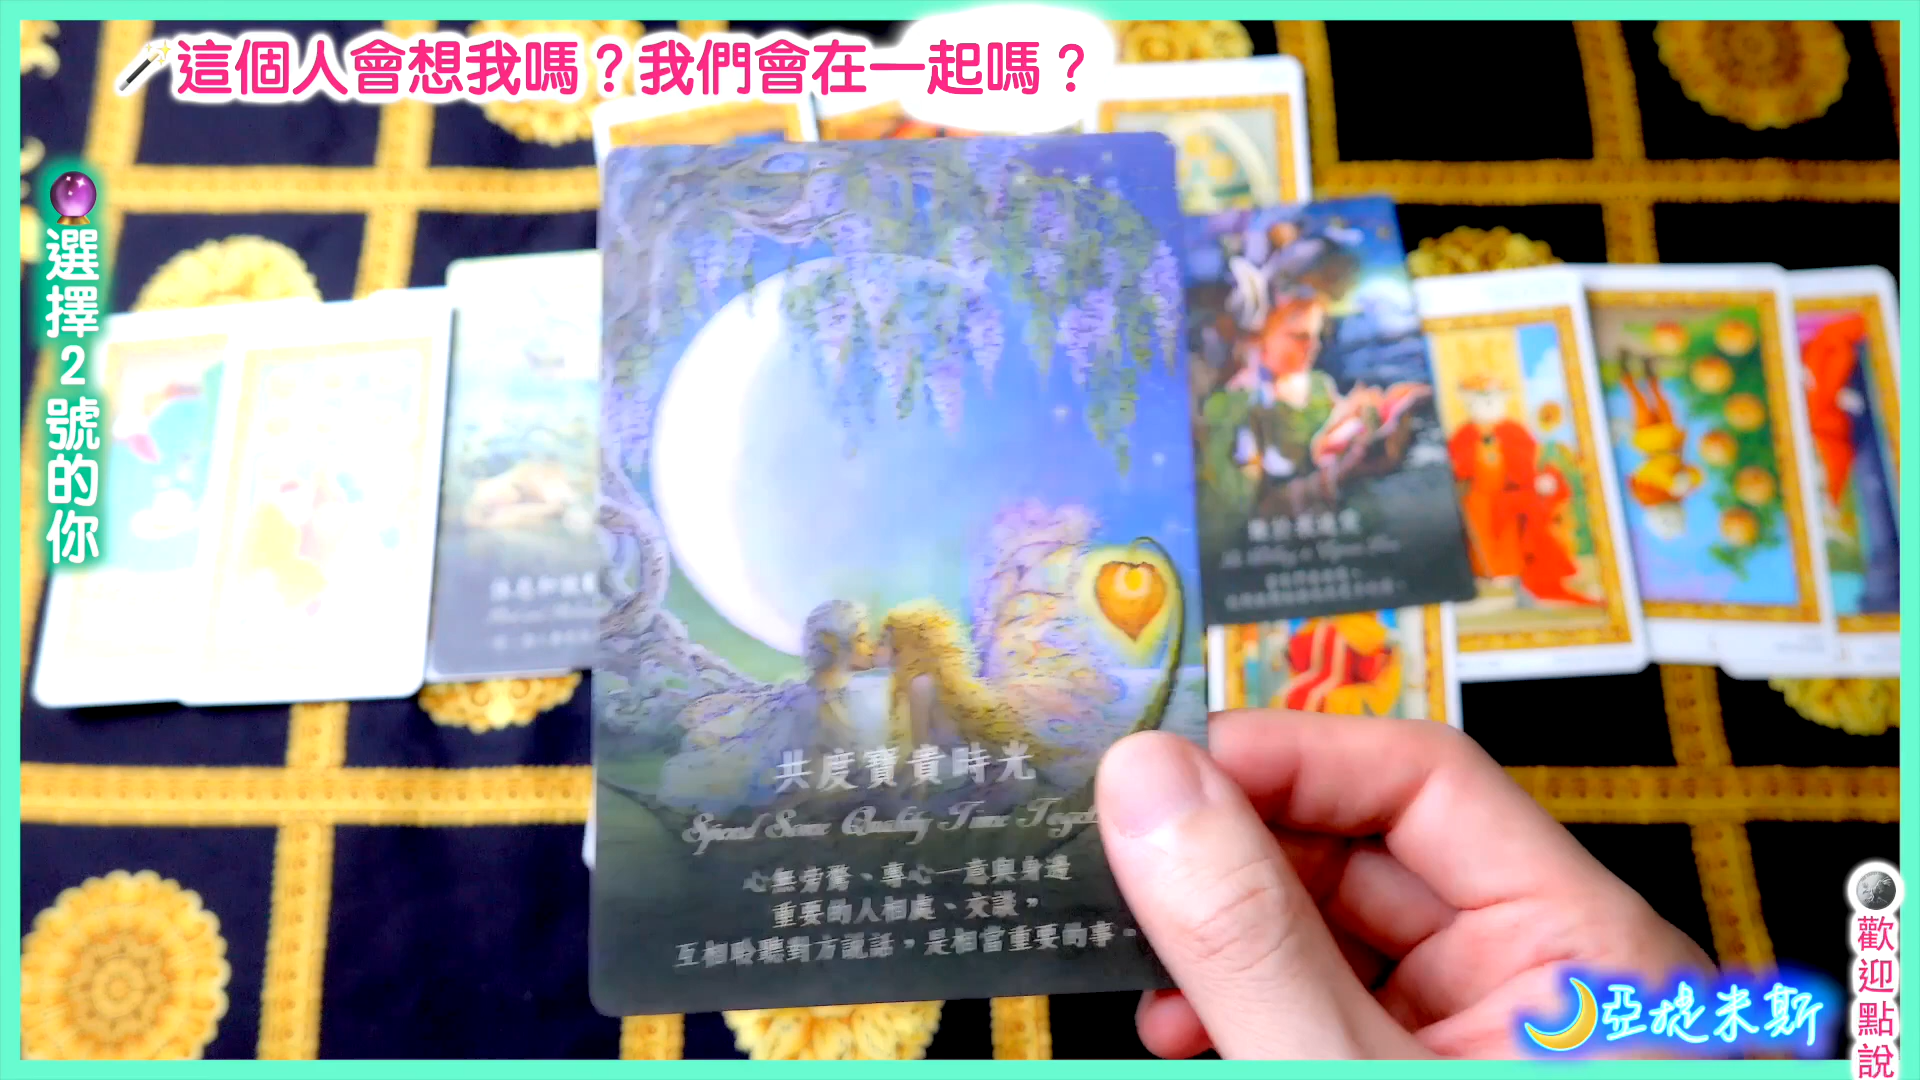 這個人會想我嗎？我們會在一起嗎？
選擇2號的你
共度寶貴時光
Spend Some Quality Time
心無旁騖、專心一意與身邊
重要的人相處、交談，
互相聆聽對方說話，是相當重要的事。
亞提米斯
歡迎點說